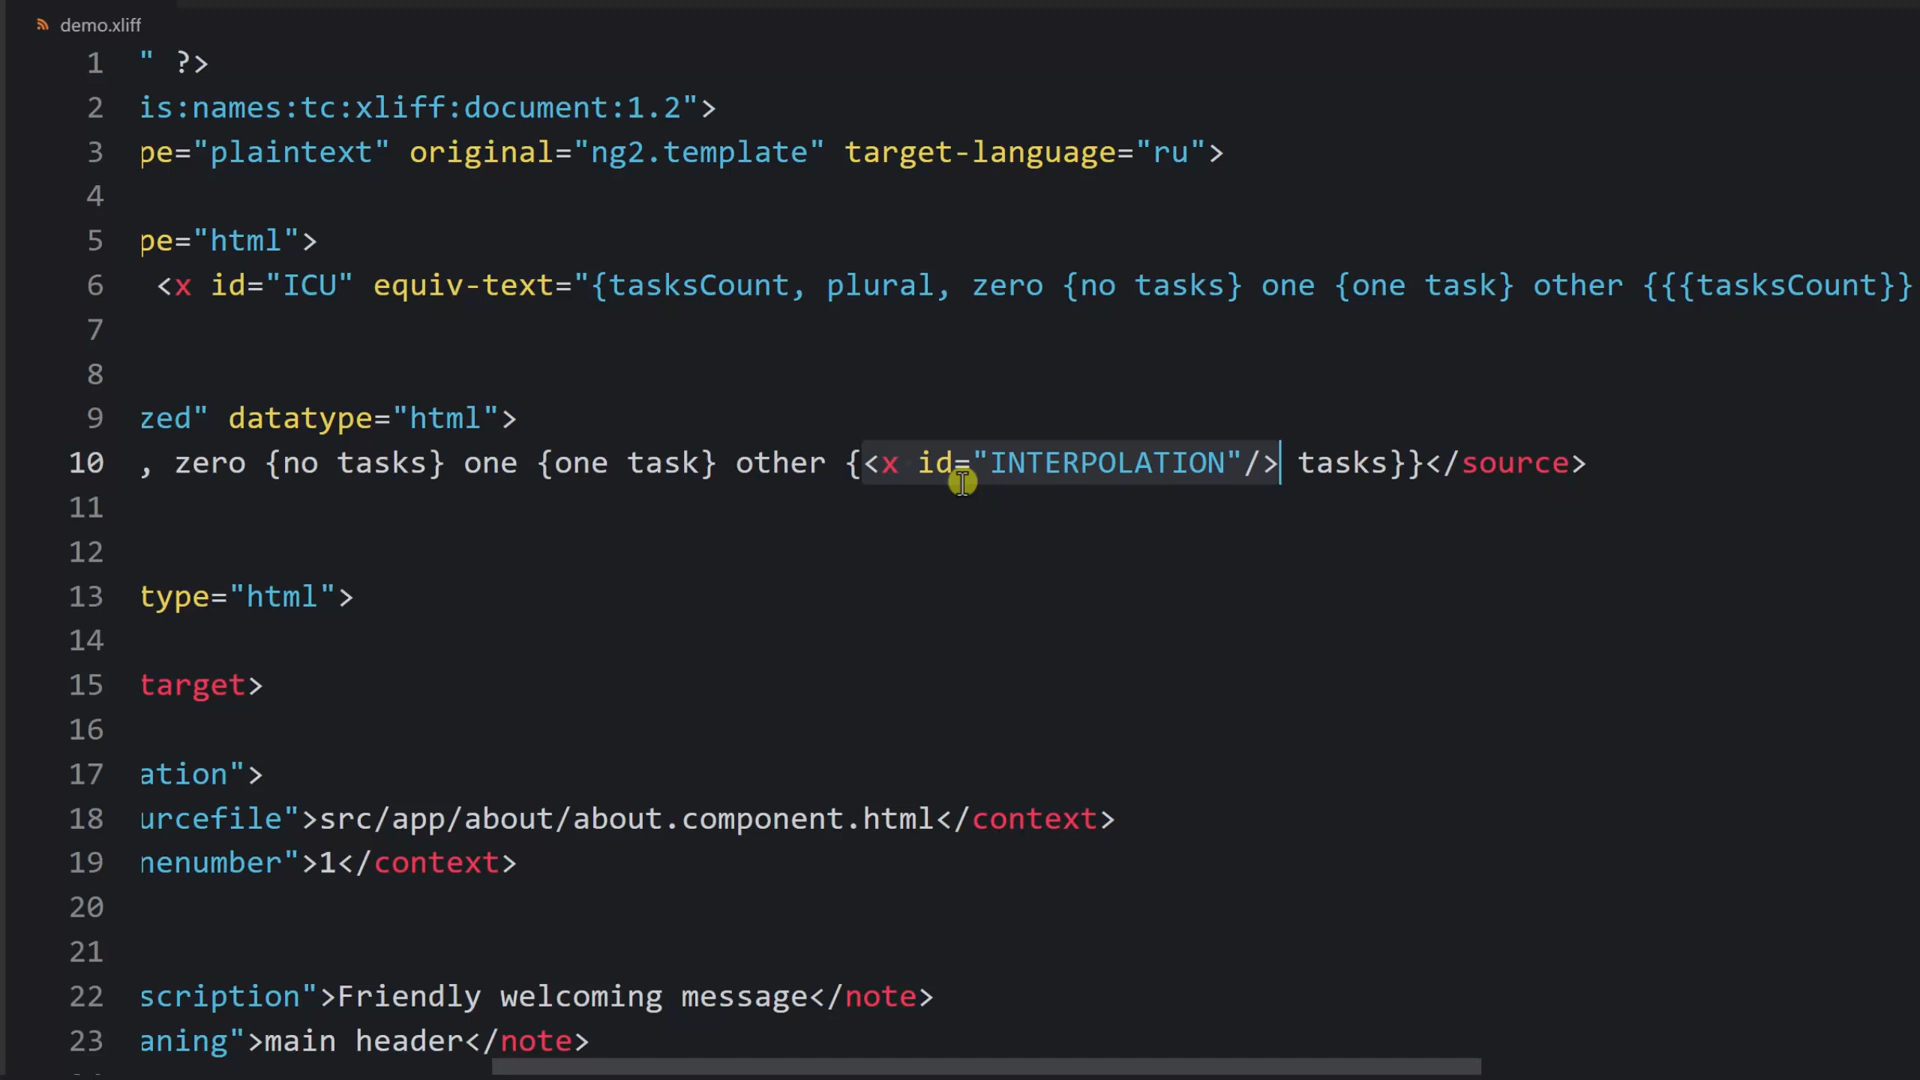 demo.xliff
1 " ?>
2 is:names:tc:xliff:document:1.2">
3 pe="plaintext" original="ng2.template" target-language="ru">
4
5 pe="html">
6 <x id="ICU" equiv-text="{tasksCount, plural, zero {no tasks} one {one task} other {{{tasksCount}}
7
8
9 zed" datatype="html">
10 , zero {no tasks} one {one task} other {<x id="INTERPOLATION"/> tasks}}</source>
11
12
13 type="html">
14
15 target>
16
17 ation">
18 urcefile">src/app/about/about.component.html</context>
19 nenumber">1</context>
20
21
22 scription">Friendly welcoming message</note>
23 aning">main header</note>